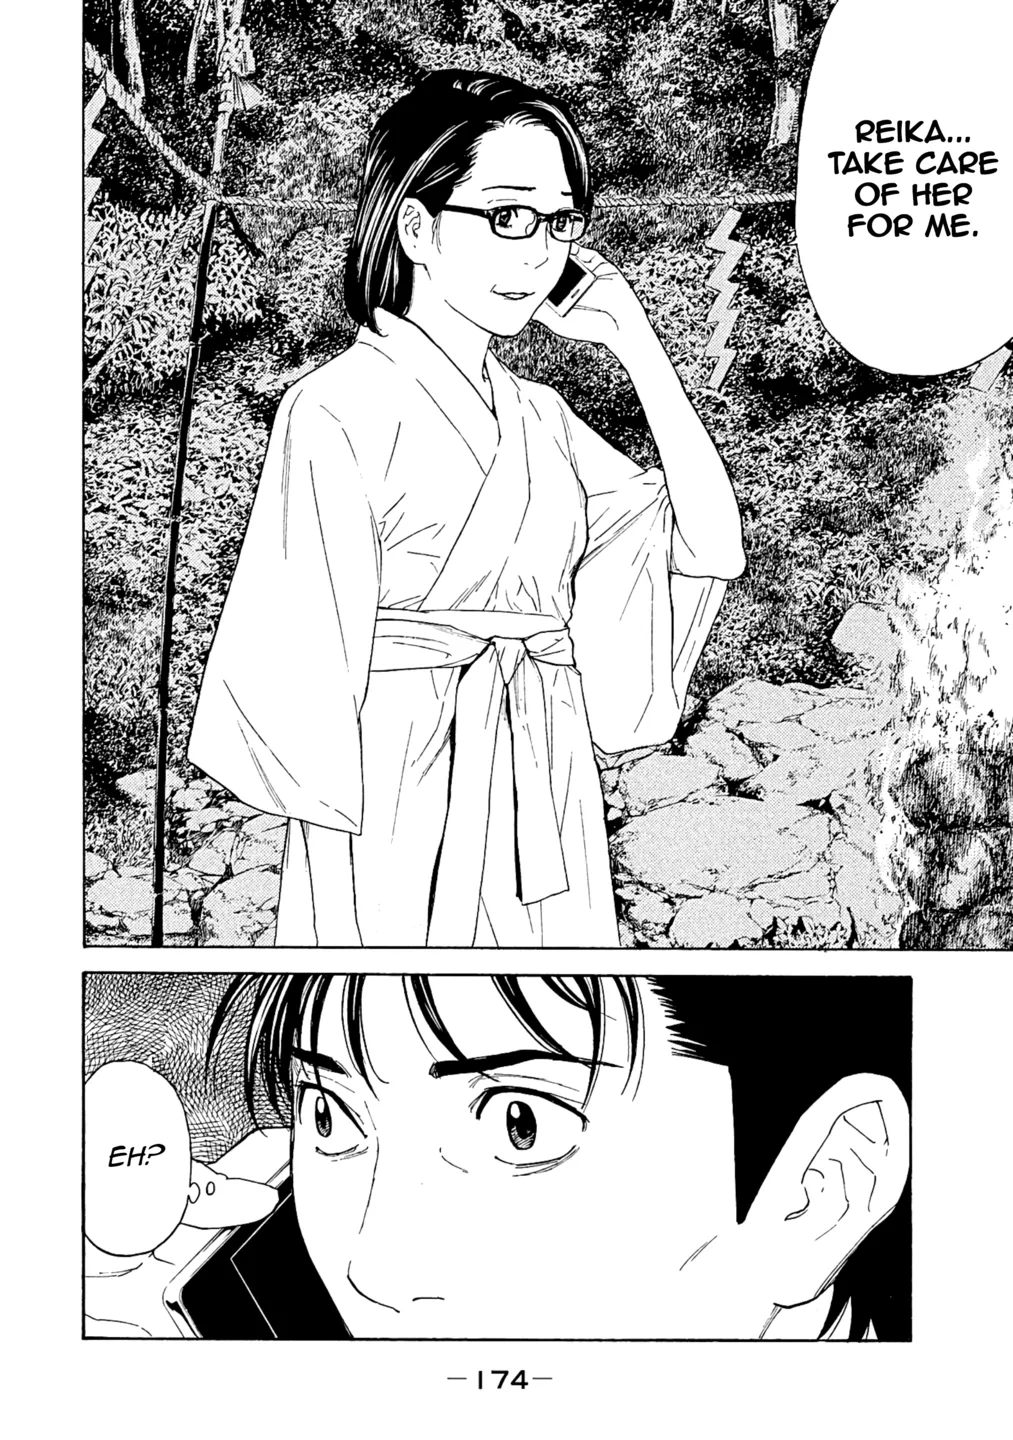 REIKA...
TAKE CARE
OF HER
FOR ME.
EH?
-174-